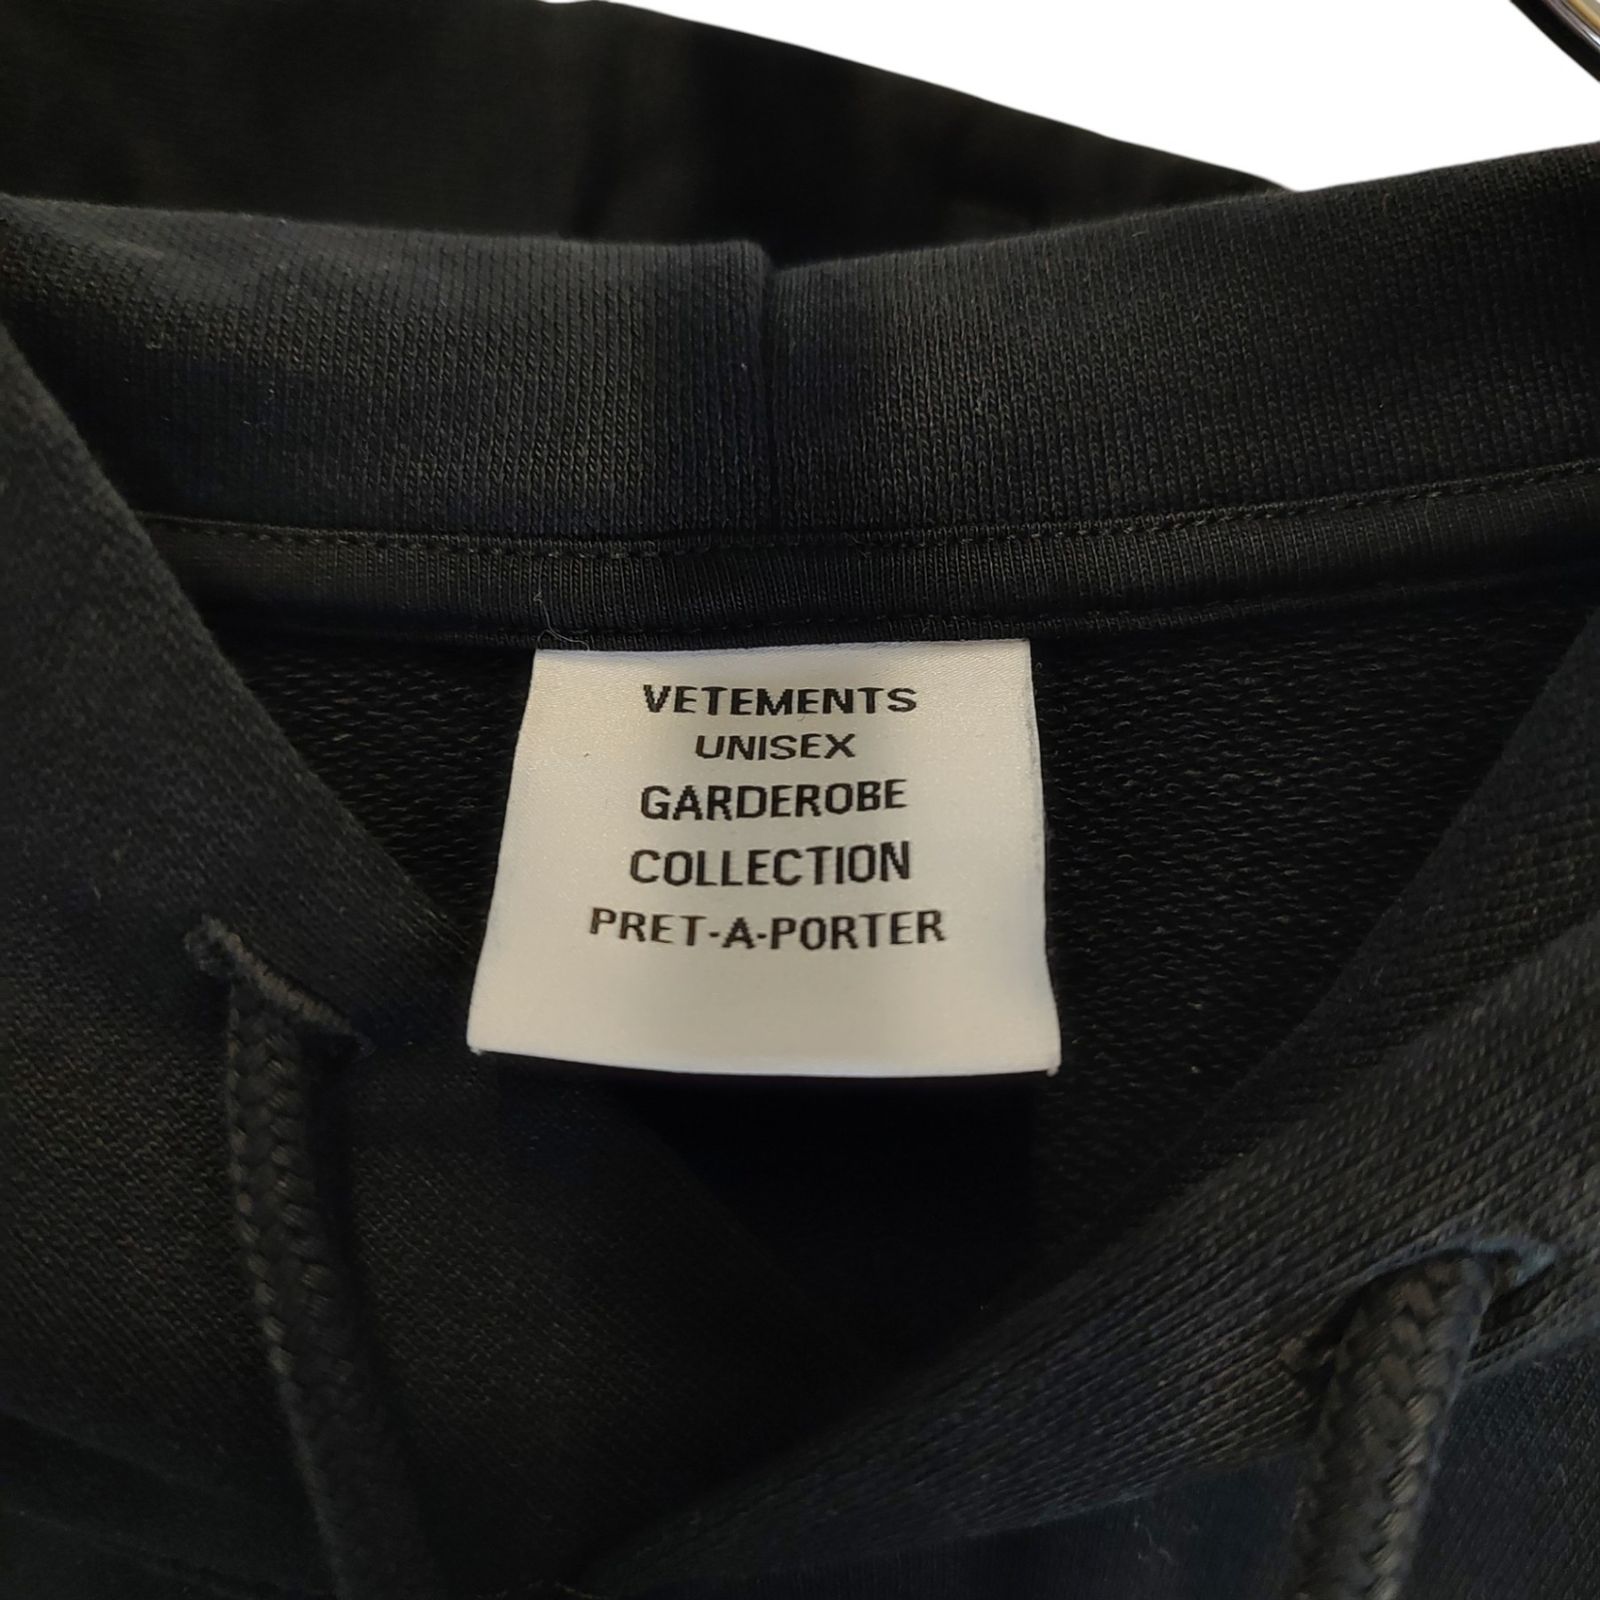 VETEMENTS
UNISEX
GARDEROBE
COLLECTION
PRET-A-PORTER